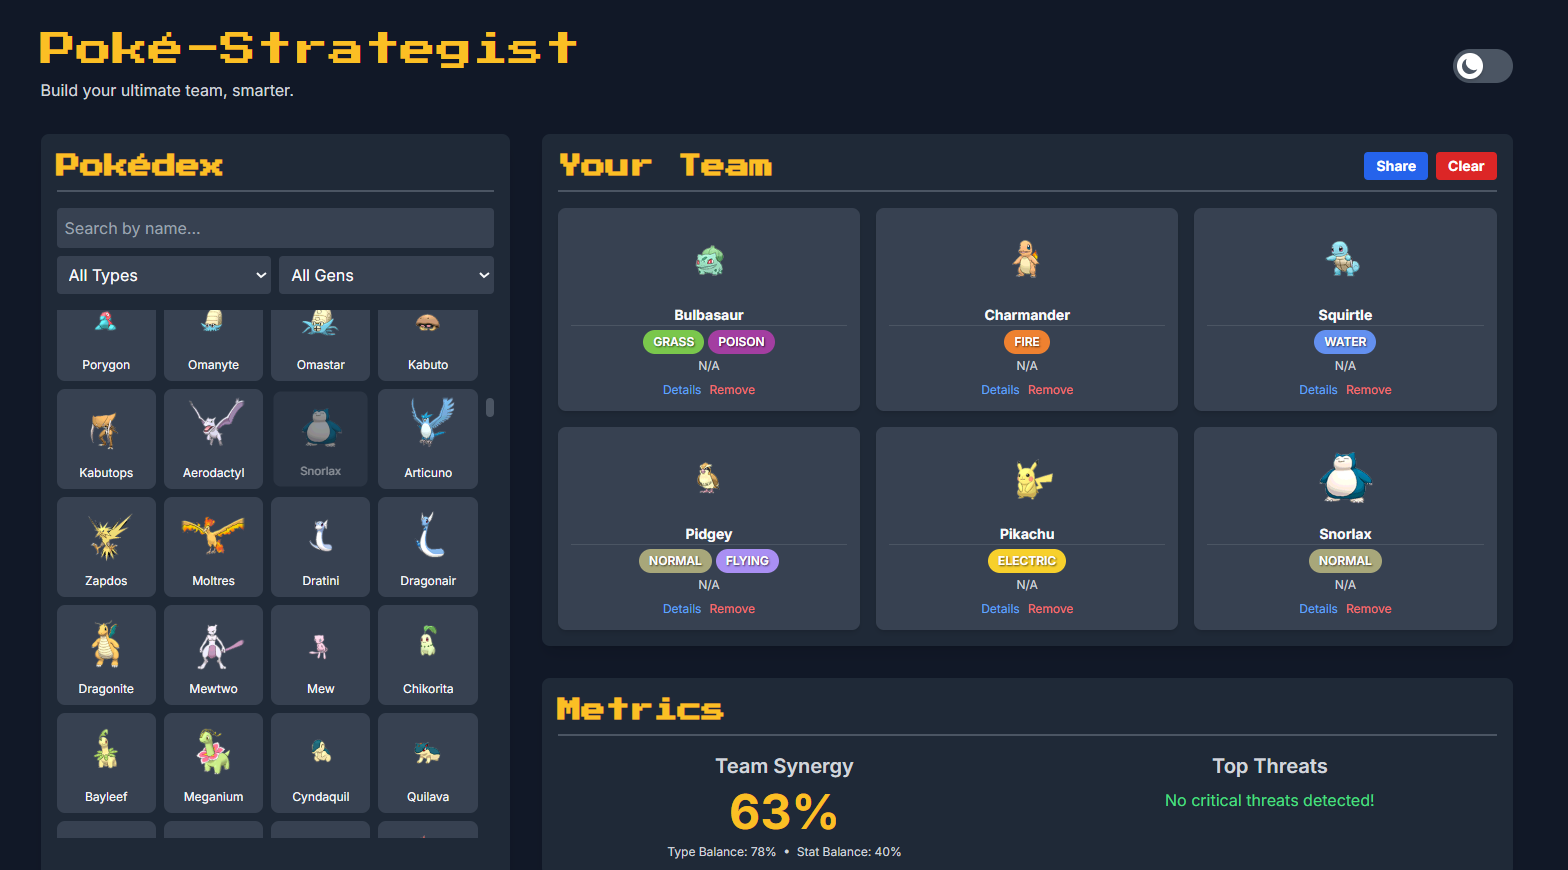 Poké-Strategist
Build your ultimate team, smarter.
Pokédex
Search by name...
All Types All Gens
Porygon Omanyte Omastar Kabuto
Kabutops Aerodactyl Snorlax Articuno
Zapdos Moltres Dratini Dragonair
Dragonite Mewtwo Mew Chikorita
Bayleef Meganium Cyndaquil Quilava
Your Team
Share Clear
Bulbasaur
GRASS POISON
N/A
Details Remove
Charmander
FIRE
N/A
Details Remove
Squirtle
WATER
N/A
Details Remove
Pidgey
NORMAL FLYING
N/A
Details Remove
Pikachu
ELECTRIC
N/A
Details Remove
Snorlax
NORMAL
N/A
Details Remove
Metrics
Team Synergy
63%
Type Balance: 78% • Stat Balance: 40%
Top Threats
No critical threats detected!